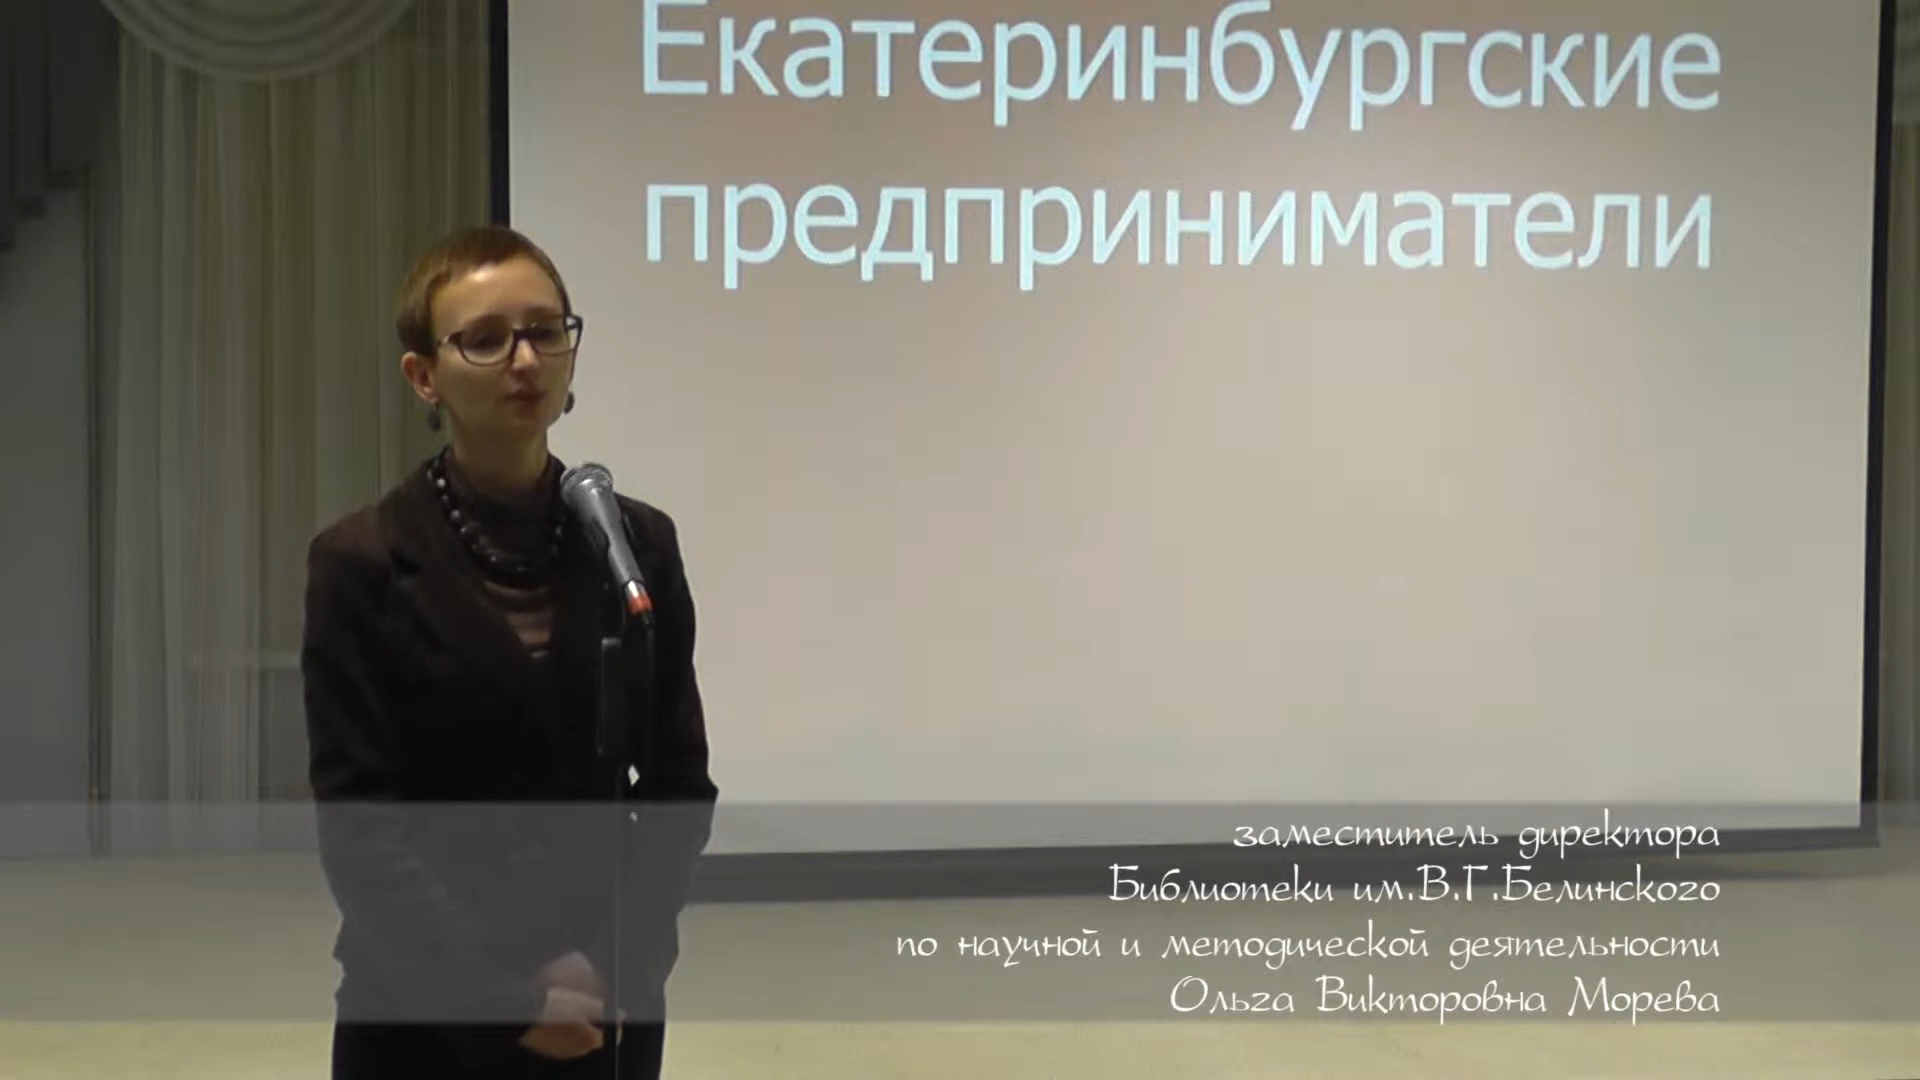 Екатеринбургские
предприниматели
заместитель директора
Библиотеки им.В.Г.Белинского
по научной и методической деятельности
Ольга Викторовна Морева